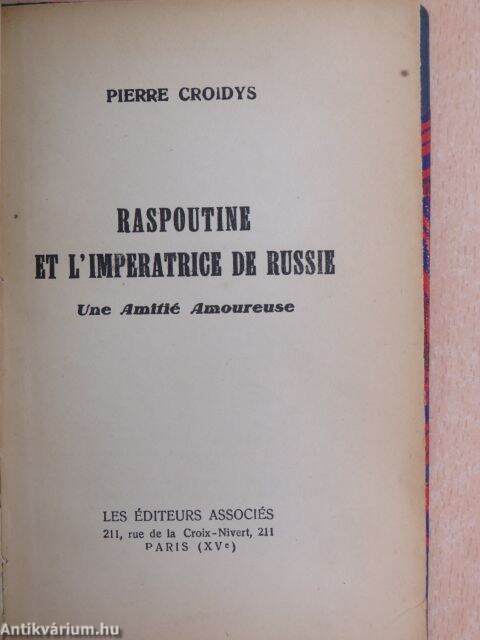 PIERRE CROIDYS
RASPOUTINE
ET L'IMPERATRICE DE RUSSIE
Une Amitié Amoureuse
LES ÉDITEURS ASSOCIÉS
211, rue de la Croix-Nivert, 211
PARIS (XVe)
Antikvárium.hu